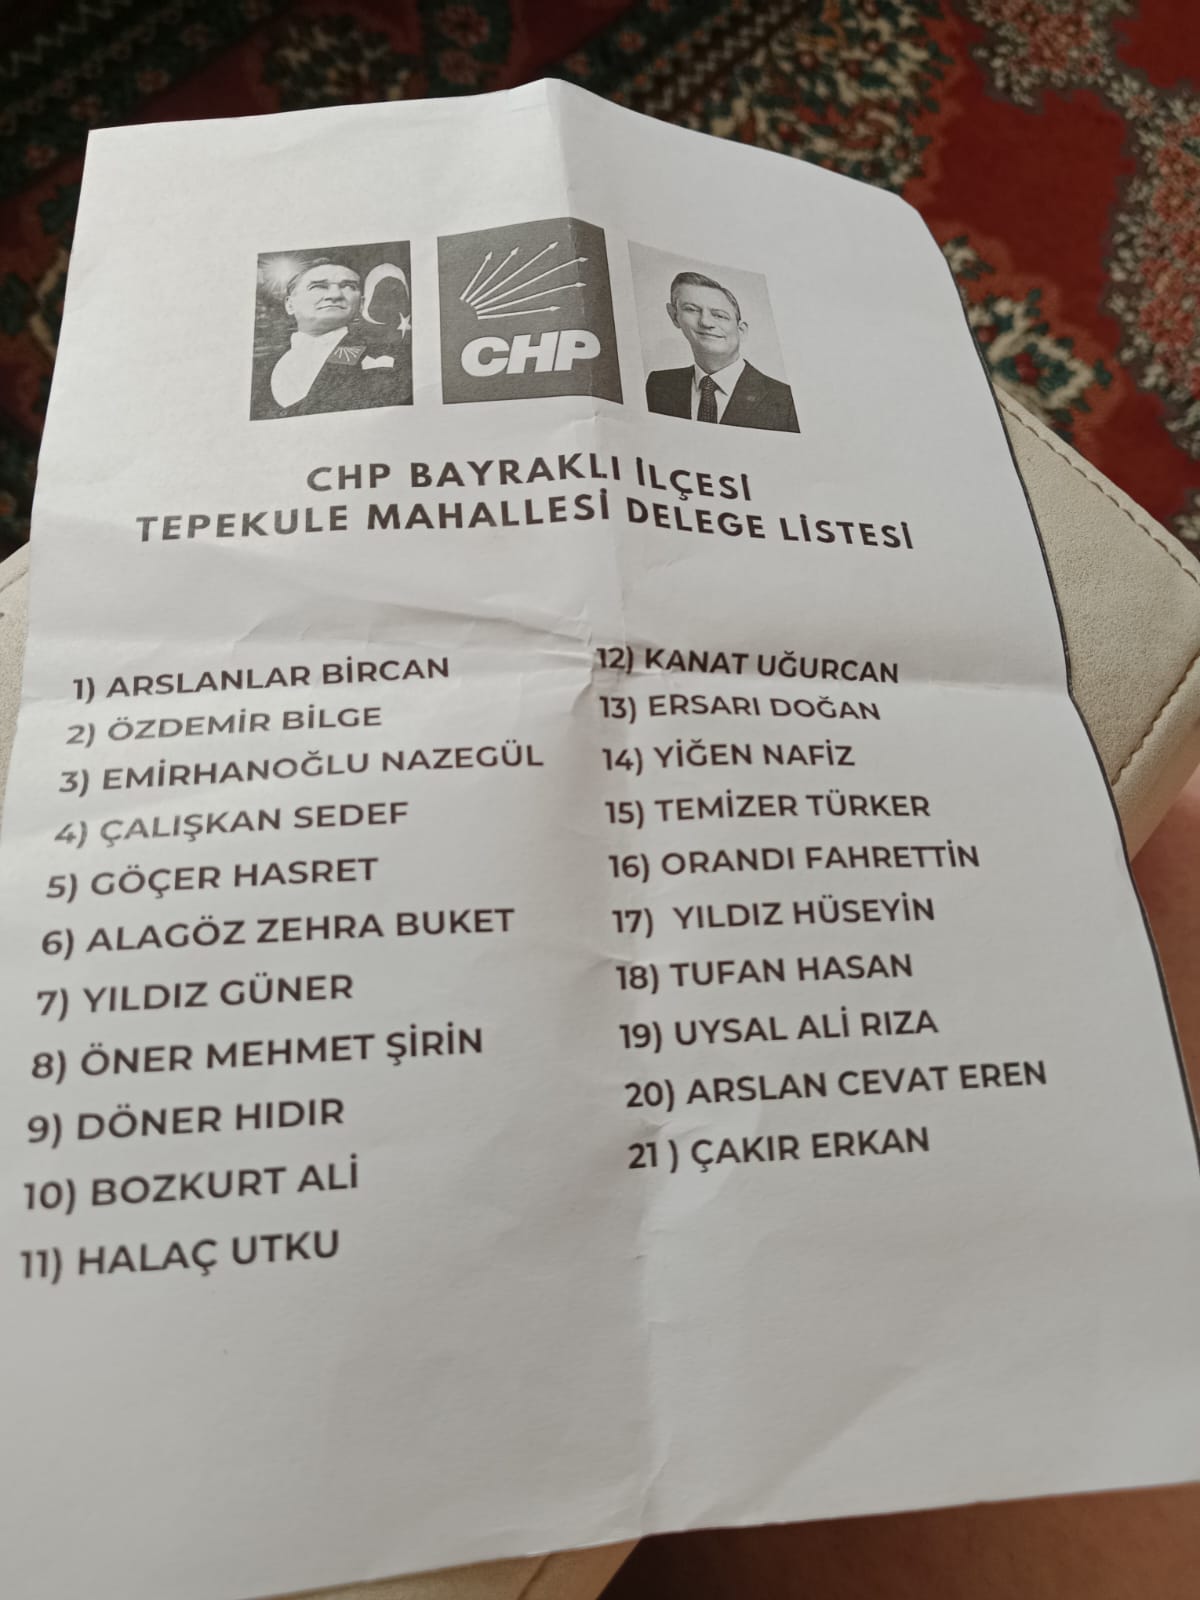 CHP
CHP BAYRAKLI İLÇESİ
TEPEKULE MAHALLESİ DELEGE LİSTESİ
1) ARSLANLAR BİRCAN
2) ÖZDEMİR BİLGE
3) EMİRHANOĞLU NAZEGÜL
4) ÇALIŞKAN SEDEF
5) GÖÇER HASRET
6) ALAGÖZ ZEHRA BUKET
7) YILDIZ GÜNER
8) ÖNER MEHMET ŞİRİN
9) DÖNER HIDIR
10) BOZKURT ALİ
11) HALAÇ UTKU
12) KANAT UĞURCAN
13) ERSARI DOĞAN
14) YİĞEN NAFİZ
15) TEMİZER TÜRKER
16) ORANDI FAHRETTİN
17) YILDIZ HÜSEYİN
18) TUFAN HASAN
19) UYSAL ALİ RIZA
20) ARSLAN CEVAT EREN
21 ) ÇAKIR ERKAN